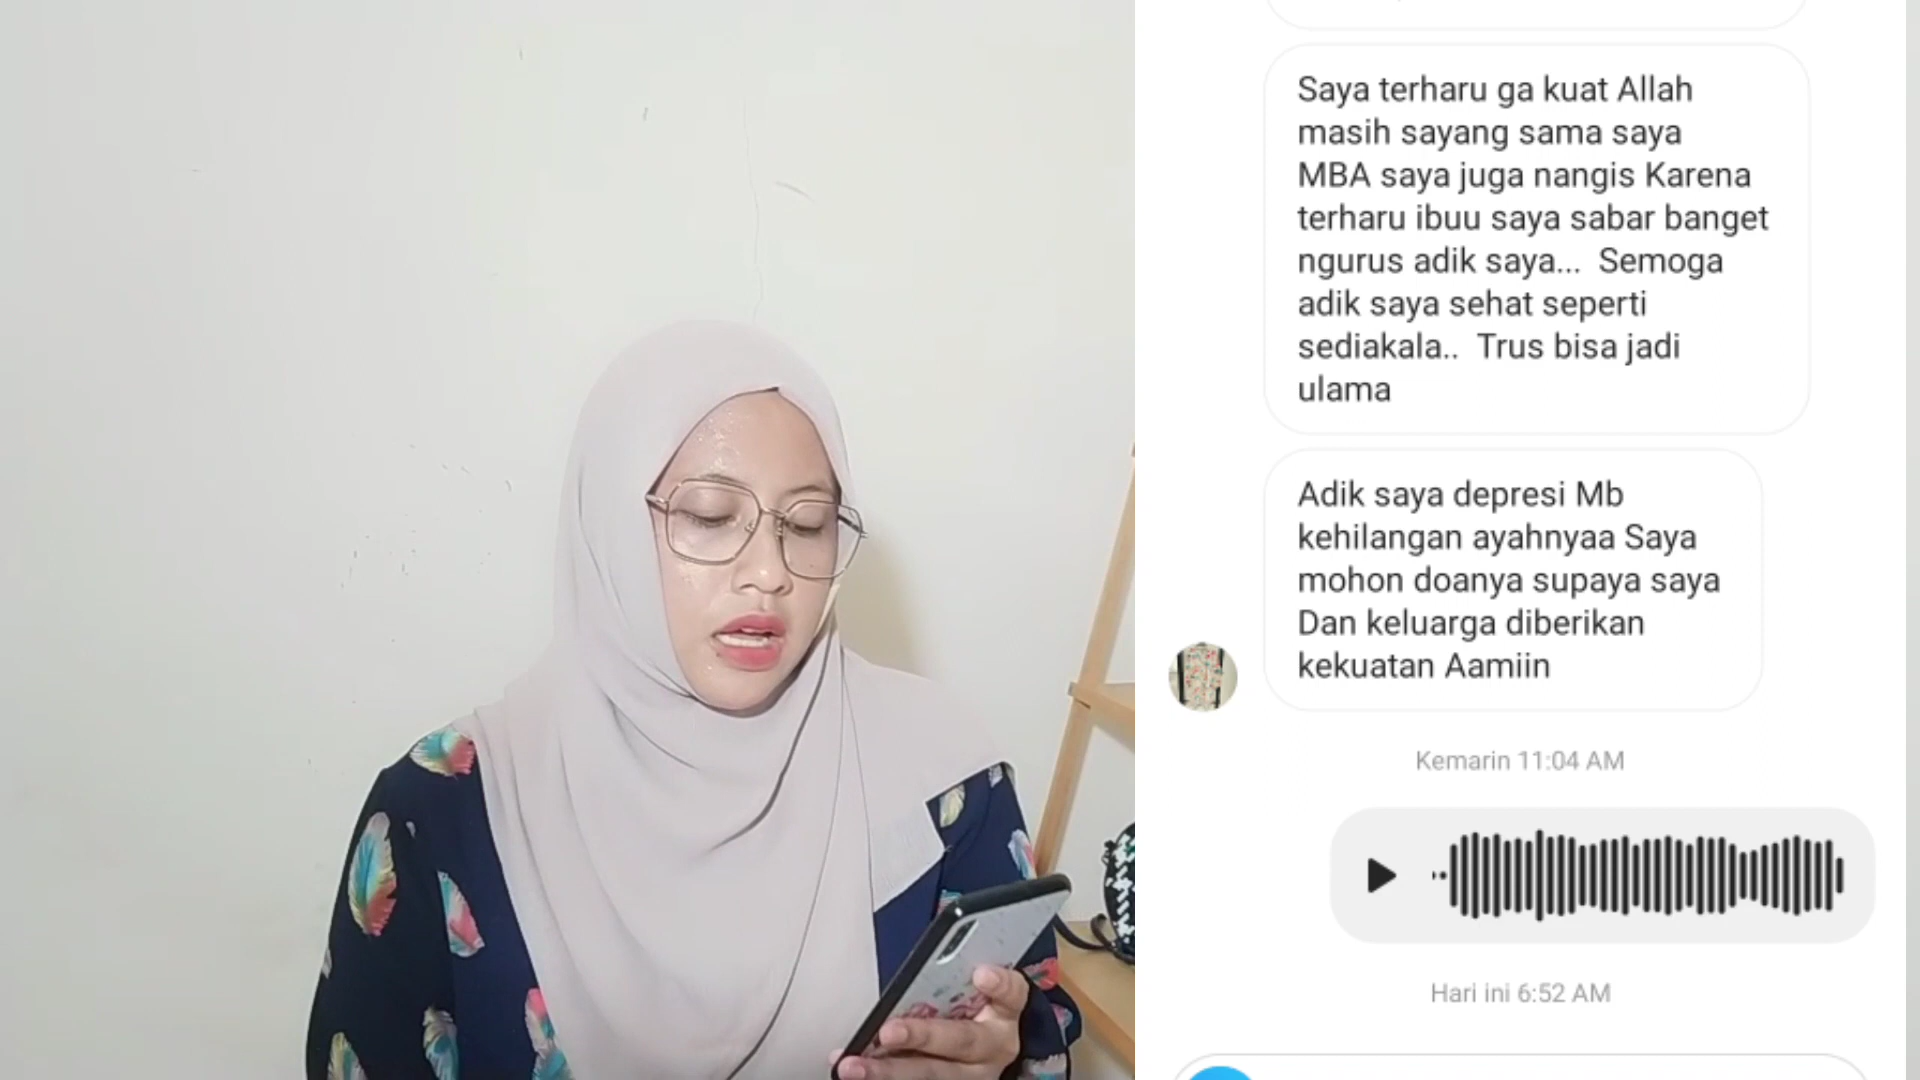 Saya terharu ga kuat Allah
masih sayang sama saya
MBA saya juga nangis Karena
terharu ibuu saya sabar banget
ngurus adik saya... Semoga
adik saya sehat seperti
sediakala.. Trus bisa jadi
ulama
Adik saya depresi Mb
kehilangan ayahnyaa Saya
mohon doanya supaya saya
Dan keluarga diberikan
kekuatan Aamiin
Kemarin 11:04 AM
Hari ini 6:52 AM